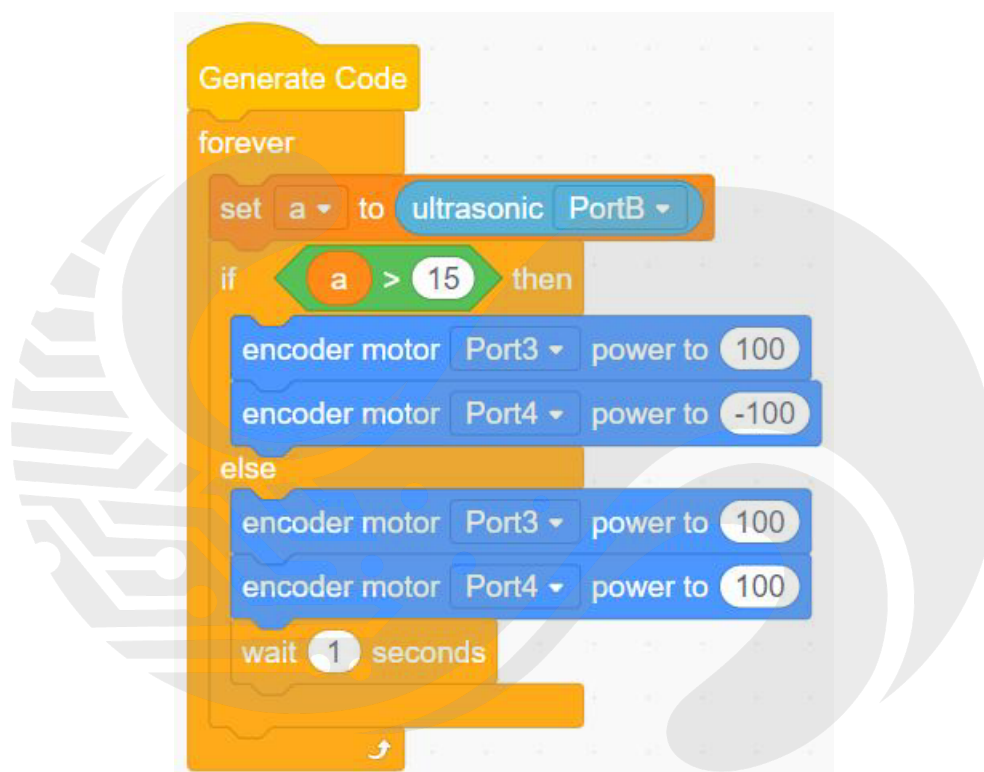 Generate Code
forever
set a to ultrasonic PortB
if a > 15 then
encoder motor Port3 power to 100
encoder motor Port4 power to -100
else
encoder motor Port3 power to 100
encoder motor Port4 power to 100
wait 1 seconds